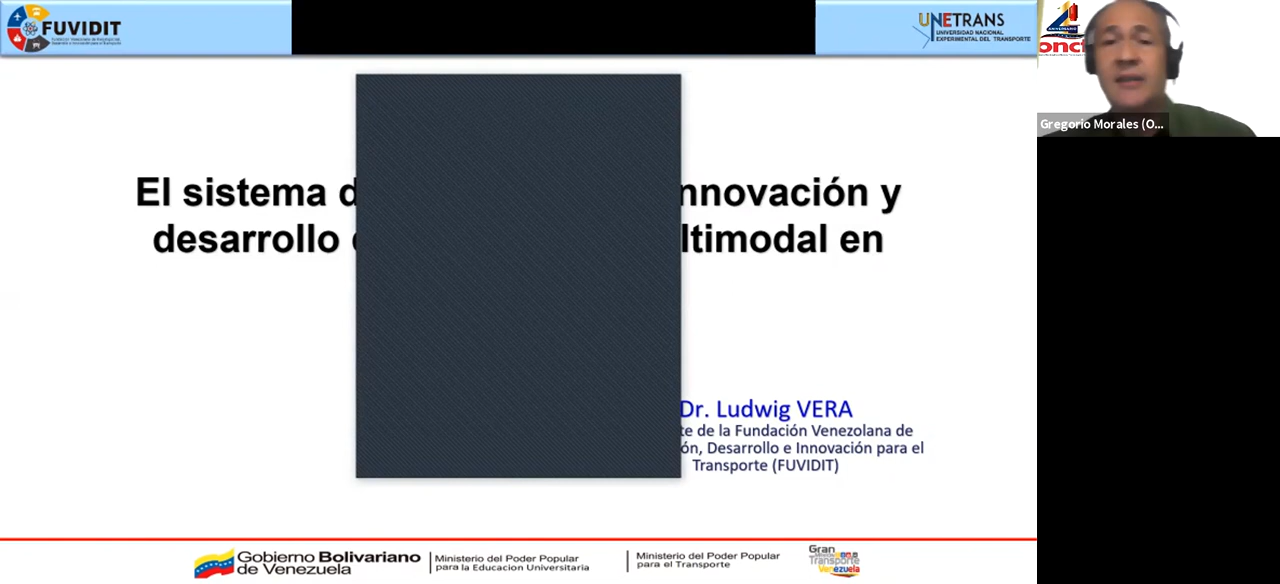 FUVIDIT
UNETRANS
UNIVERSIDAD NACIONAL
EXPERIMENTAL DEL TRANSPORTE
Gregorio Morales (O...
El sistema d
nnovación y
desarrollo
ltimodal en
Dr. Ludwig VERA
te de la Fundación Venezolana de
ón, Desarrollo e Innovación para el
Transporte (FUVIDIT)
Gobierno Bolivariano
de Venezuela
Ministerio del Poder Popular
para la Educacion Universitaria
Ministerio del Poder Popular
para el Transporte
Gran
Misión
Transporte
Venezuela